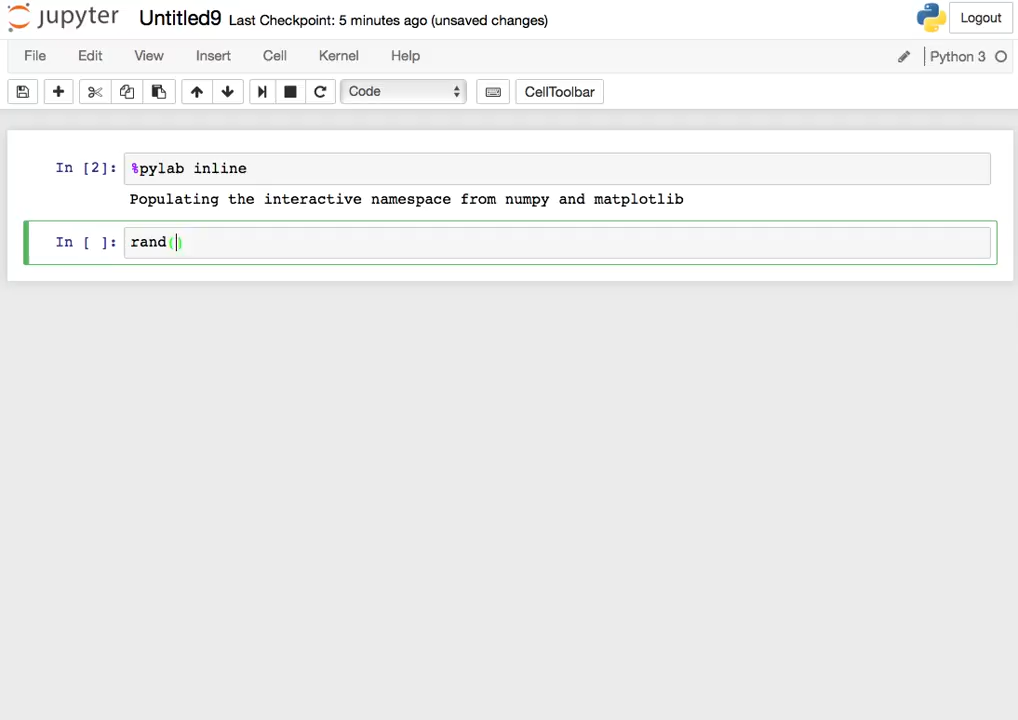 jupyter Untitled9 Last Checkpoint: 5 minutes ago (unsaved changes) Logout
File Edit View Insert Cell Kernel Help Python 3
Code CellToolbar
In [2]: %pylab inline
Populating the interactive namespace from numpy and matplotlib
In [ ]: rand()